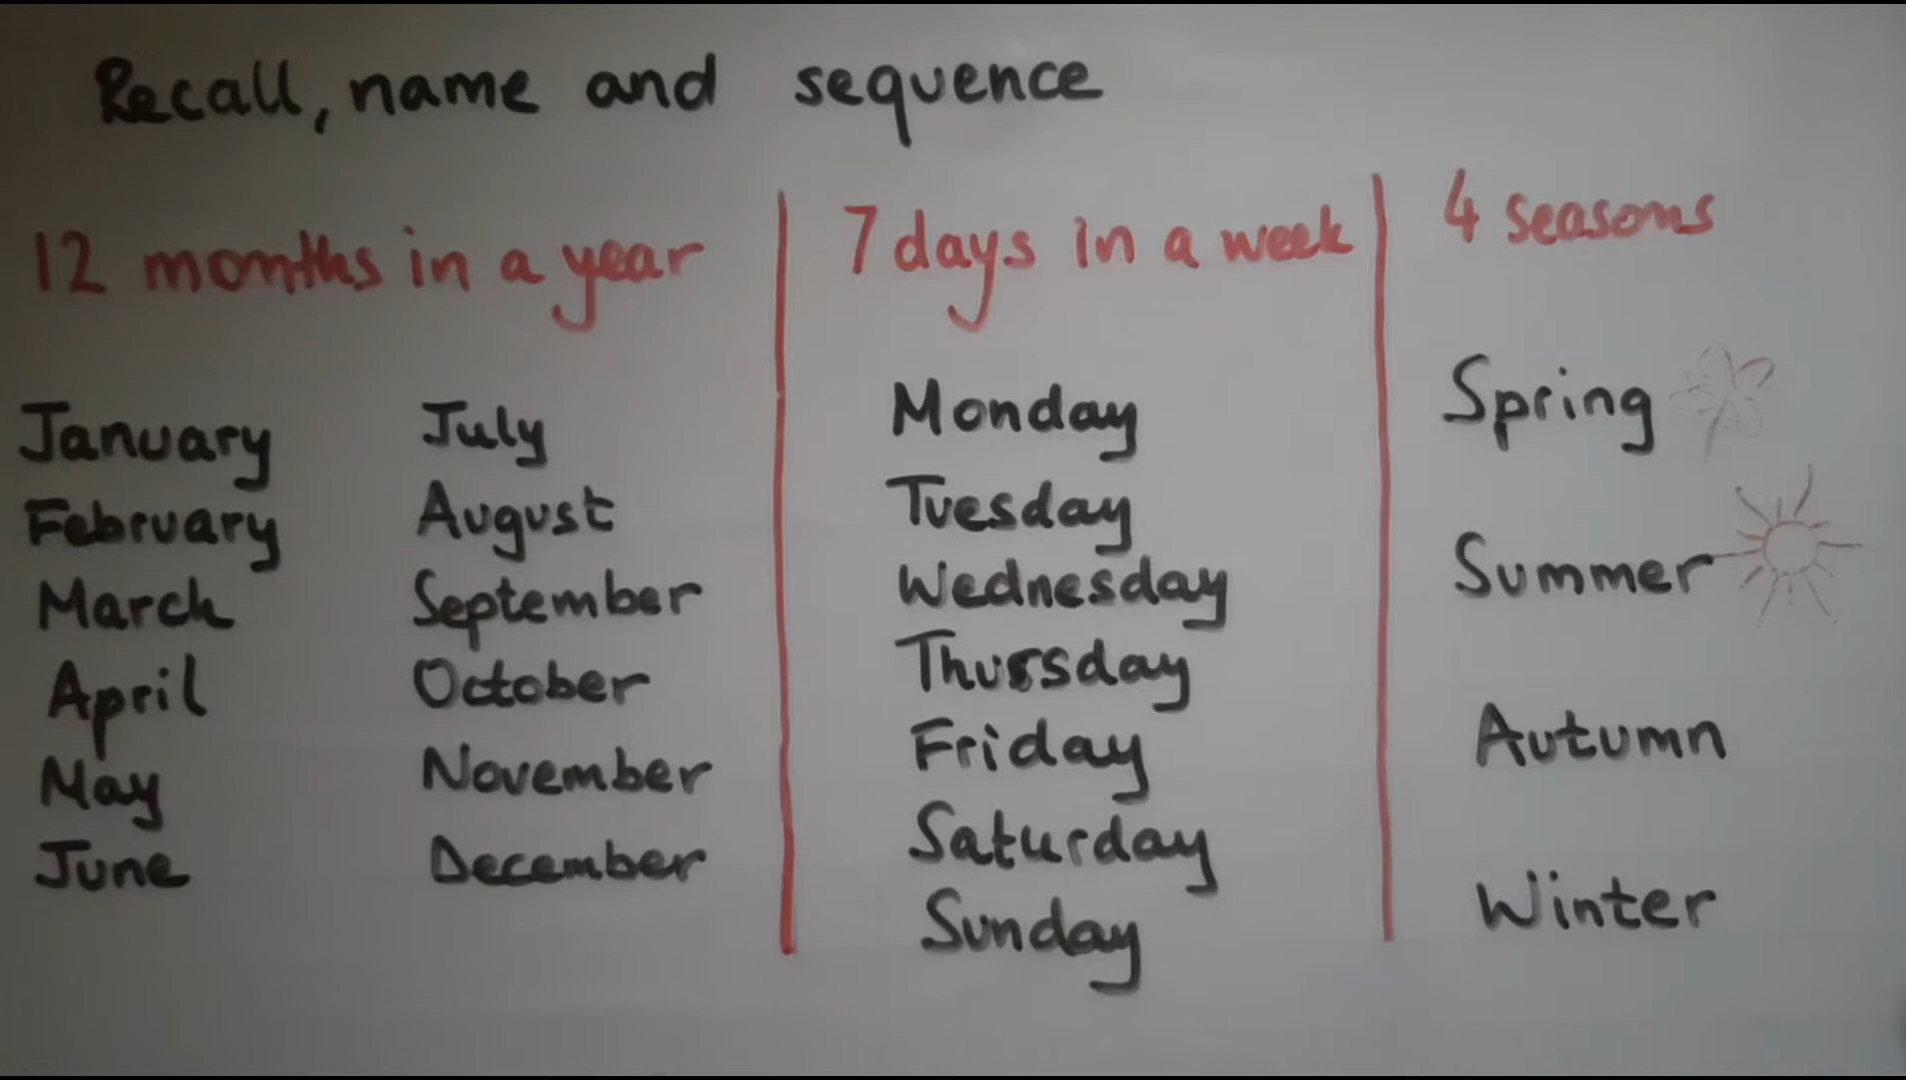 Recall, name and sequence
12 months in a year
January
February
March
April
May
June
July
August
September
October
November
December
7 days in a week
Monday
Tuesday
Wednesday
Thursday
Friday
Saturday
Sunday
4 seasons
Spring
Summer
Autumn
Winter